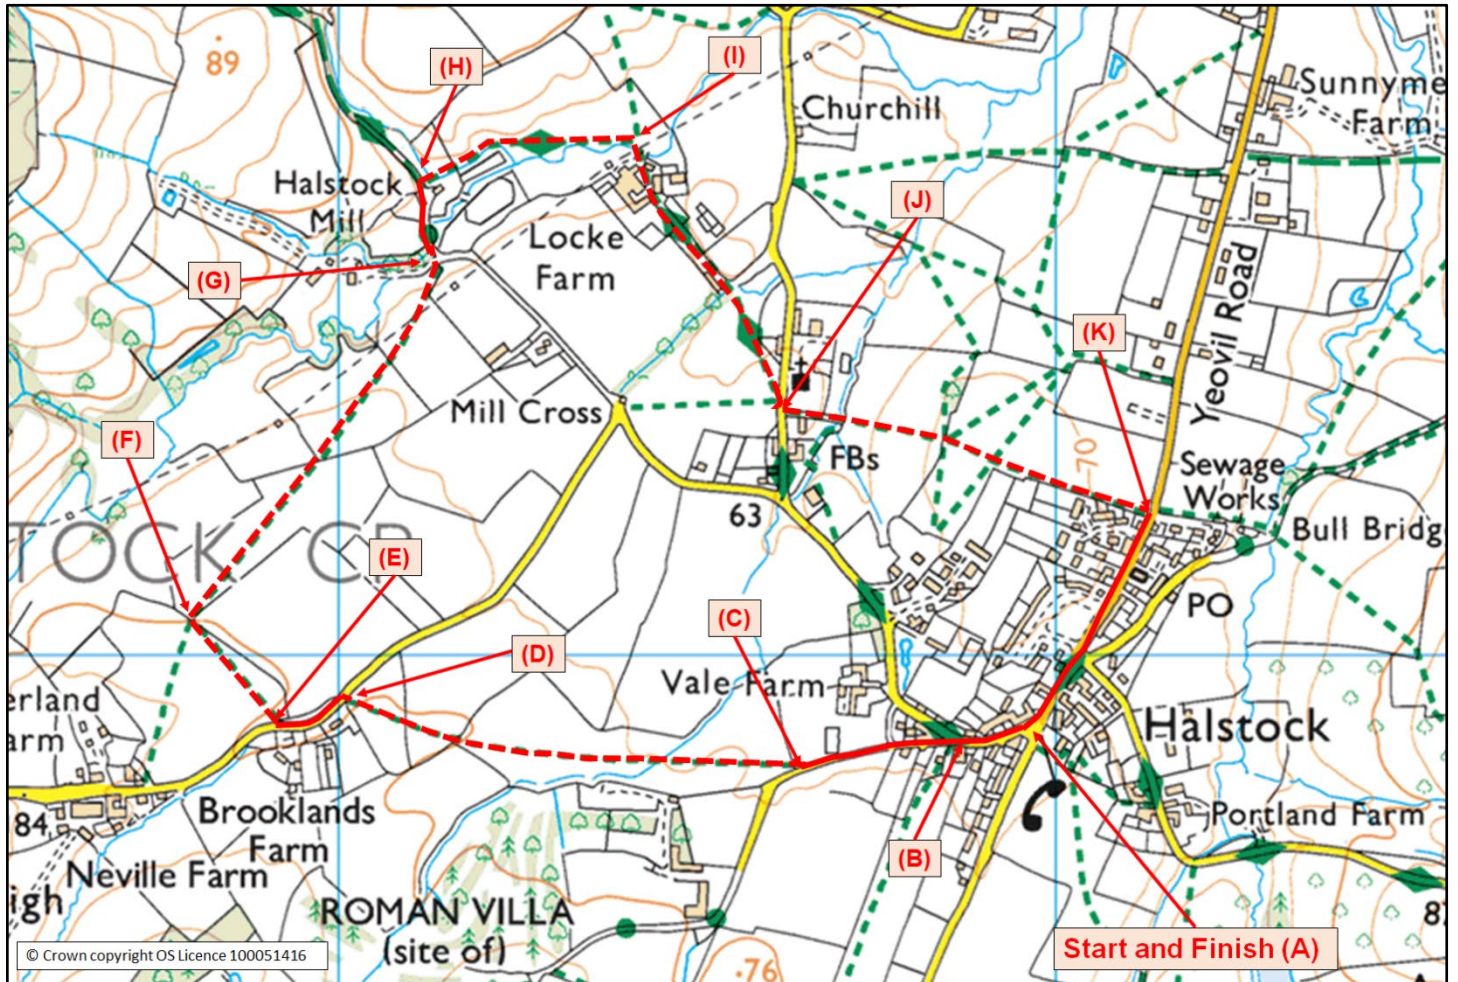 89
(H)
(I)
Churchill
Sunnyme
Farm
Halstock
Mill
(J)
Locke
Farm
(G)
Yeovil Road
(K)
Mill Cross
(F)
FBs
70
Sewage
Works
63
Bull Bridg
TOCK CP
(E)
PO
(C)
(D)
Vale Farm
erland
arm
Halstock
84
Brooklands
Farm
Portland Farm
(B)
Neville Farm
igh
ROMAN VILLA
(site of)
8
Start and Finish (A)
© Crown copyright OS Licence 100051416
76